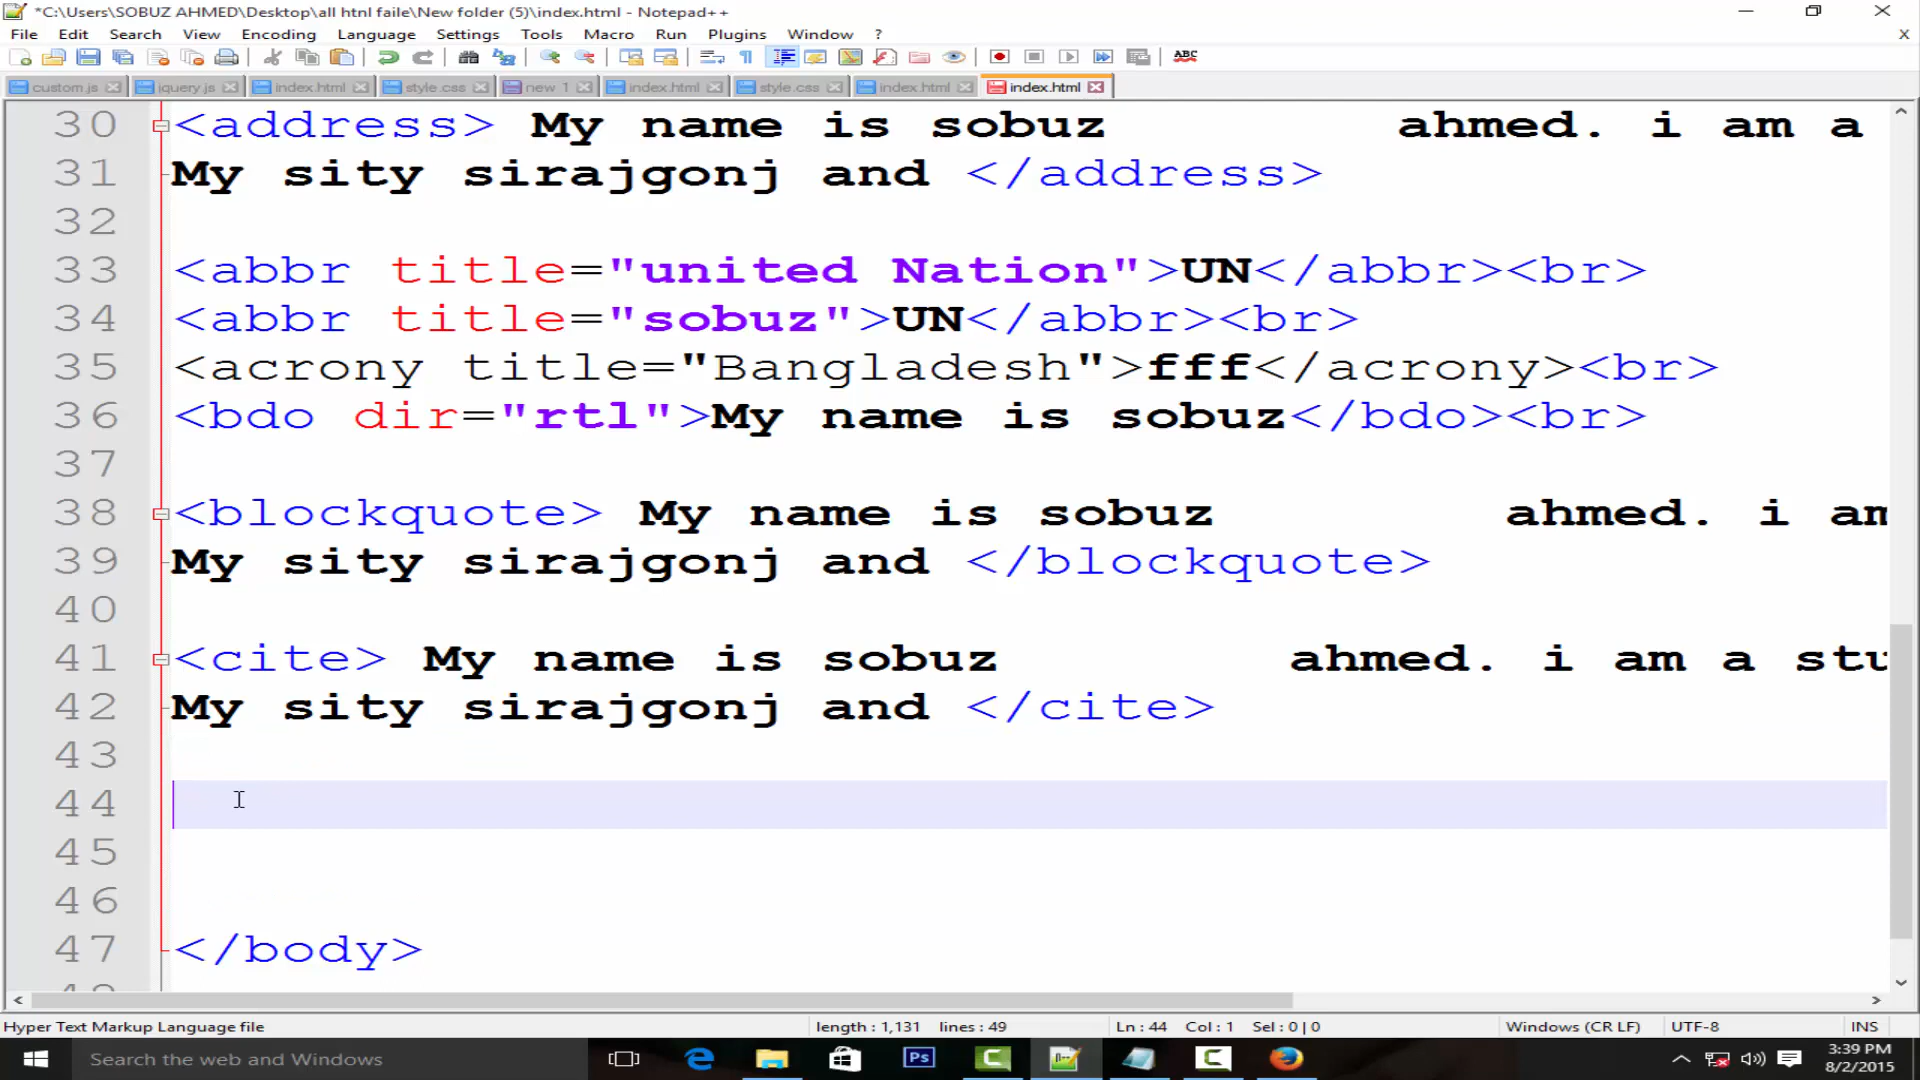 *C:\Users\SOBUZ AHMED\Desktop\all htnl faile\New folder (5)\index.html - Notepad++
File Edit Search View Encoding Language Settings Tools Macro Run Plugins Window ? X
ABC
custom.js jquery.js index.html style.css new 1 index.html style.css index.html index.html
30 <address> My name is sobuz ahmed. i am a
31 My sity sirajgonj and </address>
32
33 <abbr title="united Nation">UN</abbr><br>
34 <abbr title="sobuz">UN</abbr><br>
35 <acrony title="Bangladesh">fff</acrony><br>
36 <bdo dir="rtl">My name is sobuz</bdo><br>
37
38 <blockquote> My name is sobuz ahmed. i am
39 My sity sirajgonj and </blockquote>
40
41 <cite> My name is sobuz ahmed. i am a stu
42 My sity sirajgonj and </cite>
43
44
45
46
47 </body>
48
Hyper Text Markup Language file length : 1,131 lines : 49 Ln : 44 Col : 1 Sel : 0 | 0 Windows (CR LF) UTF-8 INS
Search the web and Windows Ps 3:39 PM
8/2/2015